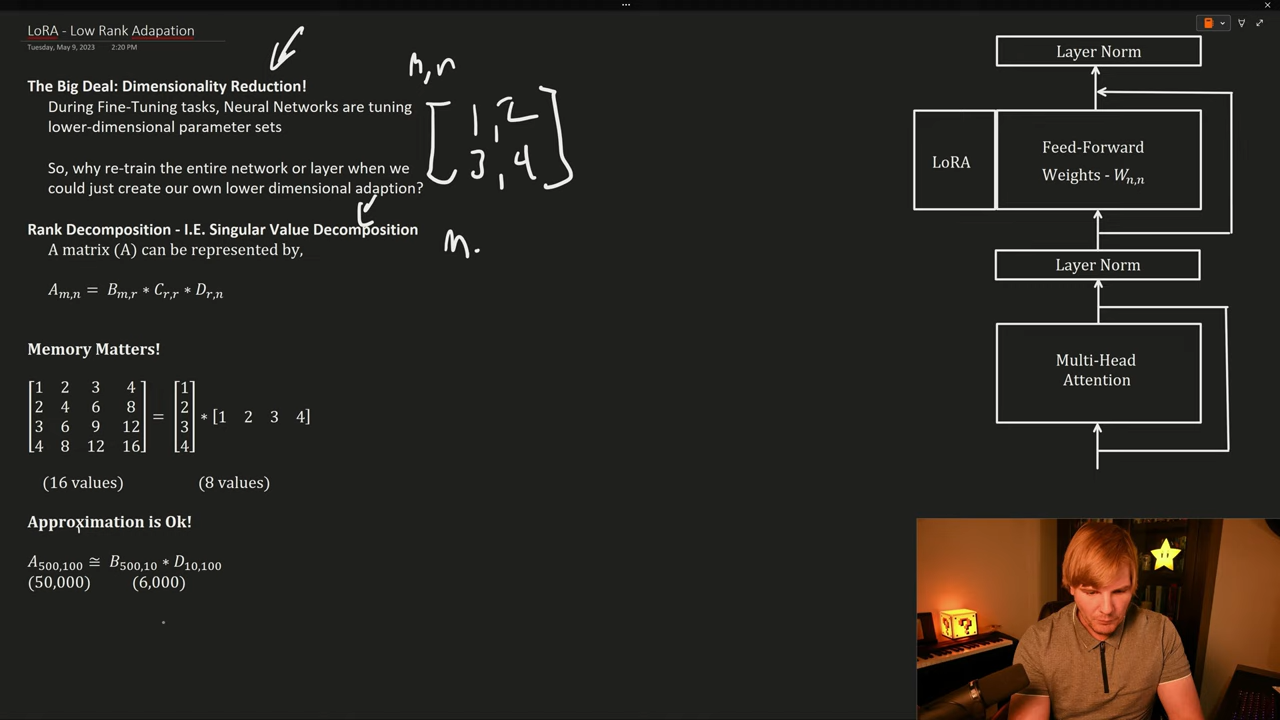 LoRA - Low Rank Adapation
Tuesday, May 9, 2023 2:20 PM
The Big Deal: Dimensionality Reduction!
During Fine-Tuning tasks, Neural Networks are tuning
lower-dimensional parameter sets
So, why re-train the entire network or layer when we
could just create our own lower dimensional adaption?
Rank Decomposition - I.E. Singular Value Decomposition
A matrix (A) can be represented by,
A_{m,n} = B_{m,r} * C_{r,r} * D_{r,n}
Memory Matters!
[1 2 3 4] [1]
[2 4 6 8] = [2] * [1 2 3 4]
[3 6 9 12] [3]
[4 8 12 16] [4]
(16 values) (8 values)
Approximation is Ok!
A_{500,100} ≅ B_{500,10} * D_{10,100}
(50,000) (6,000)
m,n
[1,2
3,4]
m.
Layer Norm
LoRA
Feed-Forward
Weights - W_{n,n}
Layer Norm
Multi-Head
Attention
?